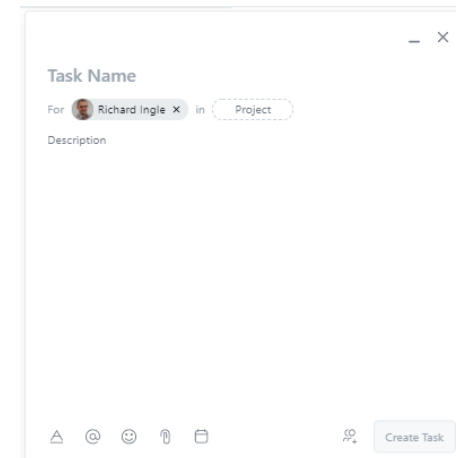 Task Name
For Richard Ingle × in Project
Description
@
Create Task